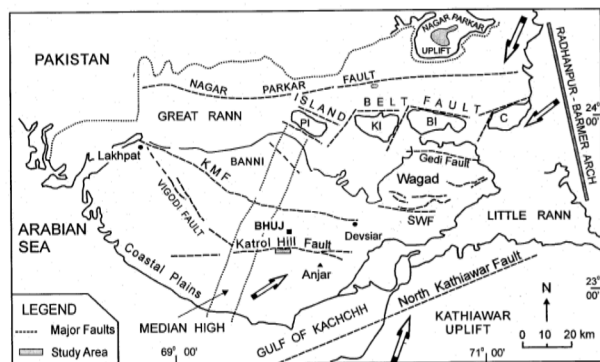 PAKISTAN
NAGAR
PARKAR
UPLIFT
RADHANPUR - BARMER ARCH
NAGAR PARKAR FAULT
GREAT RANN
ISLAND BELT FAULT
24°
00'
PI
KI
BI
C
Lakhpat
BANNI
Gedi Fault
KMF
Wagad
VIGODI FAULT
ARABIAN
SEA
LITTLE RANN
BHUJ
Devsiar
SWF
Katrol Hill Fault
Coastal Plains
Anjar
North Kathiawar Fault
23°
00'
LEGEND
Major Faults
Study Area
MEDIAN HIGH
GULF OF KACHCHH
KATHIAWAR
UPLIFT
N
0 10 20 km
69° 00'
71° 00'